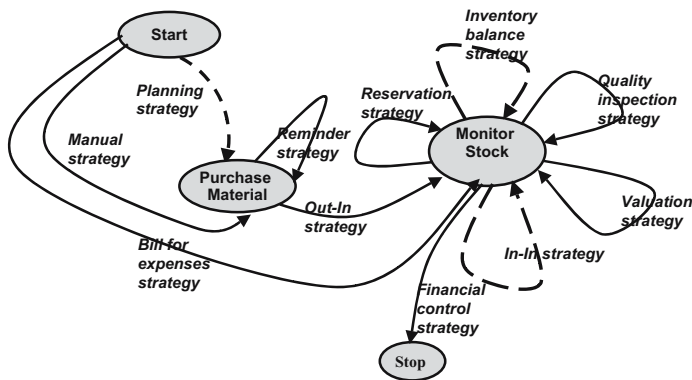 Start
Inventory
balance
strategy
Planning
strategy
Reservation
strategy
Quality
inspection
strategy
Manual
strategy
Reminder
strategy
Monitor
Stock
Purchase
Material
Out-In
strategy
Valuation
strategy
Bill for
expenses
strategy
In-In strategy
Financial
control
strategy
Stop